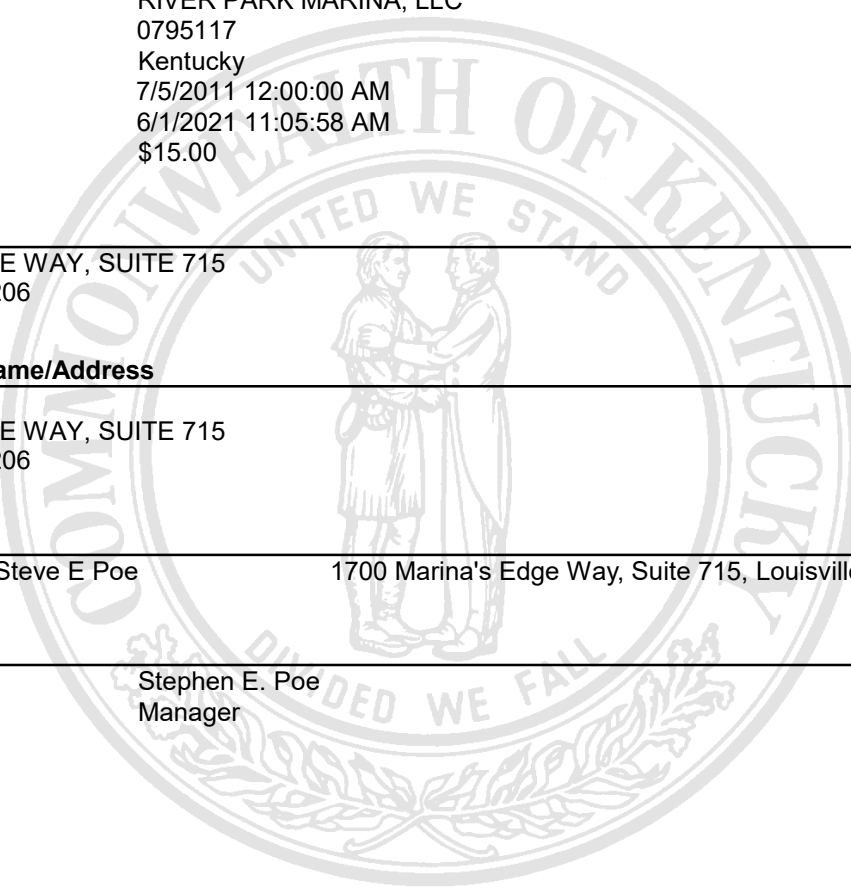 RIVER PARK MARINA, LLC
0795117
Kentucky
7/5/2011 12:00:00 AM
6/1/2021 11:05:58 AM
$15.00
COMMONWEALTH OF KENTUCKY
UNITED WE STAND
E WAY, SUITE 715
206
ame/Address
E WAY, SUITE 715
206
Steve E Poe 1700 Marina's Edge Way, Suite 715, Louisville
Stephen E. Poe
Manager
DIVIDED WE FALL